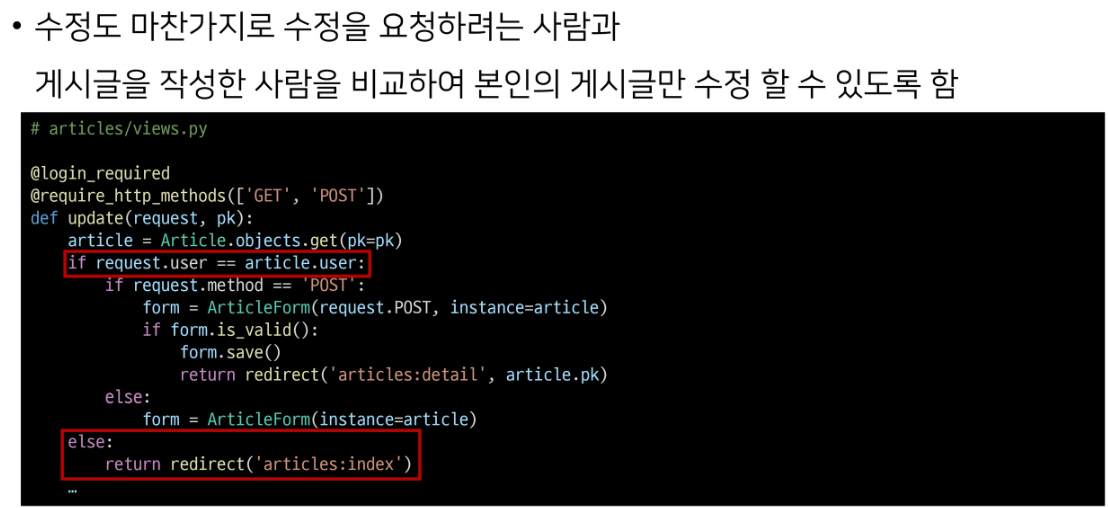 • 수정도 마찬가지로 수정을 요청하려는 사람과
게시글을 작성한 사람을 비교하여 본인의 게시글만 수정 할 수 있도록 함
# articles/views.py
@login_required
@require_http_methods(['GET', 'POST'])
def update(request, pk):
    article = Article.objects.get(pk=pk)
    if request.user == article.user:
        if request.method == 'POST':
            form = ArticleForm(request.POST, instance=article)
            if form.is_valid():
                form.save()
                return redirect('articles:detail', article.pk)
        else:
            form = ArticleForm(instance=article)
    else:
        return redirect('articles:index')
    …